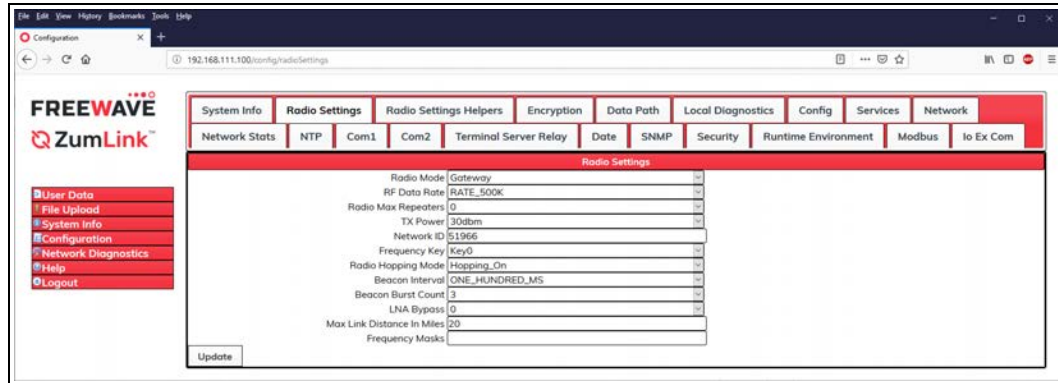 File Edit View History Bookmarks Tools Help
Configuration
192.168.111.100/config/radioSettings
FREEWAVE
ZumLink™
System Info Radio Settings Radio Settings Helpers Encryption Data Path Local Diagnostics Config Services Network
Network Stats NTP Com1 Com2 Terminal Server Relay Date SNMP Security Runtime Environment Modbus Io Ex Com
Radio Settings
User Data
File Upload
System Info
Configuration
Network Diagnostics
Help
Logout
Radio Mode Gateway
RF Data Rate RATE_500K
Radio Max Repeaters 0
TX Power 30dbm
Network ID 51966
Frequency Key Key0
Radio Hopping Mode Hopping_On
Beacon Interval ONE_HUNDRED_MS
Beacon Burst Count 3
LNA Bypass 0
Max Link Distance In Miles 20
Frequency Masks
Update